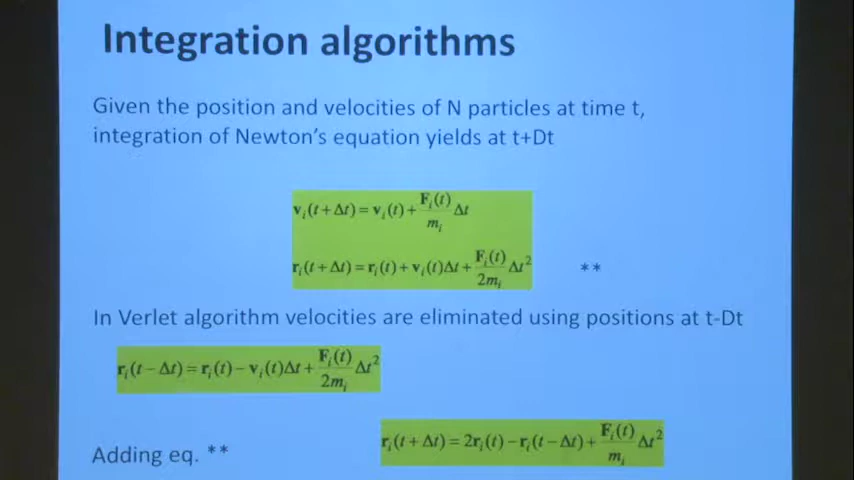 Integration algorithms
Given the position and velocities of N particles at time t,
integration of Newton's equation yields at t+Dt
vᵢ(t + Δt) = vᵢ(t) + Fᵢ(t)/mᵢ Δt
rᵢ(t + Δt) = rᵢ(t) + vᵢ(t)Δt + Fᵢ(t)/2mᵢ Δt² **
In Verlet algorithm velocities are eliminated using positions at t-Dt
rᵢ(t − Δt) = rᵢ(t) − vᵢ(t)Δt + Fᵢ(t)/2mᵢ Δt²
Adding eq. ** rᵢ(t + Δt) = 2rᵢ(t) − rᵢ(t − Δt) + Fᵢ(t)/mᵢ Δt²